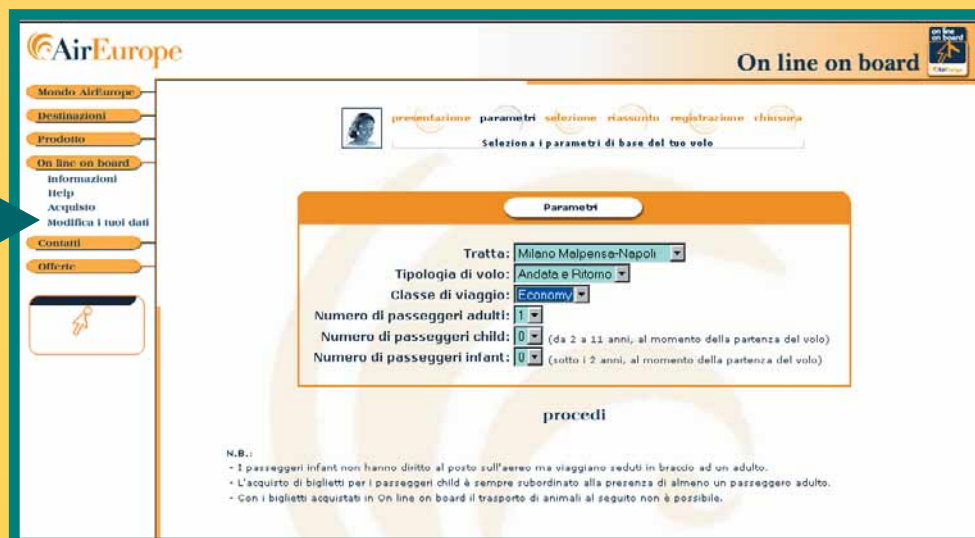 AirEurope
On line on board
on line
on board
Mondo AirEurope
Destinazioni
Prodotto
On line on board
Informazioni
Help
Acquisto
Modifica i tuoi dati
Contatti
Offerte
presentazione parametri selezione riassunto registrazione chiusura
Seleziona i parametri di base del tuo volo
Parametri
Tratta: Milano Malpensa-Napoli
Tipologia di volo: Andata e Ritorno
Classe di viaggio: Economy
Numero di passeggeri adulti: 1
Numero di passeggeri child: 0 (da 2 a 11 anni, al momento della partenza del volo)
Numero di passeggeri infant: 0 (sotto i 2 anni, al momento della partenza del volo)
procedi
N.B.:
- I passeggeri infant non hanno diritto al posto sull'aereo ma viaggiano seduti in braccio ad un adulto.
- L'acquisto di biglietti per i passeggeri child è sempre subordinato alla presenza di almeno un passeggero adulto.
- Con i biglietti acquistati in On line on board il trasporto di animali al seguito non è possibile.